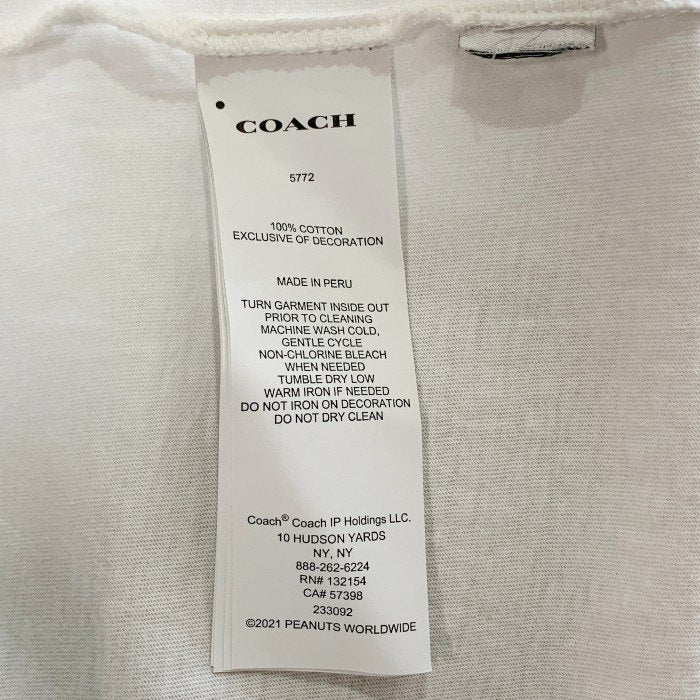 COACH
5772
100% COTTON
EXCLUSIVE OF DECORATION
MADE IN PERU
TURN GARMENT INSIDE OUT
PRIOR TO CLEANING
MACHINE WASH COLD,
GENTLE CYCLE
NON-CHLORINE BLEACH
WHEN NEEDED
TUMBLE DRY LOW
WARM IRON IF NEEDED
DO NOT IRON ON DECORATION
DO NOT DRY CLEAN
Coach® Coach IP Holdings LLC.
10 HUDSON YARDS
NY, NY
888-262-6224
RN# 132154
CA# 57398
233092
©2021 PEANUTS WORLDWIDE